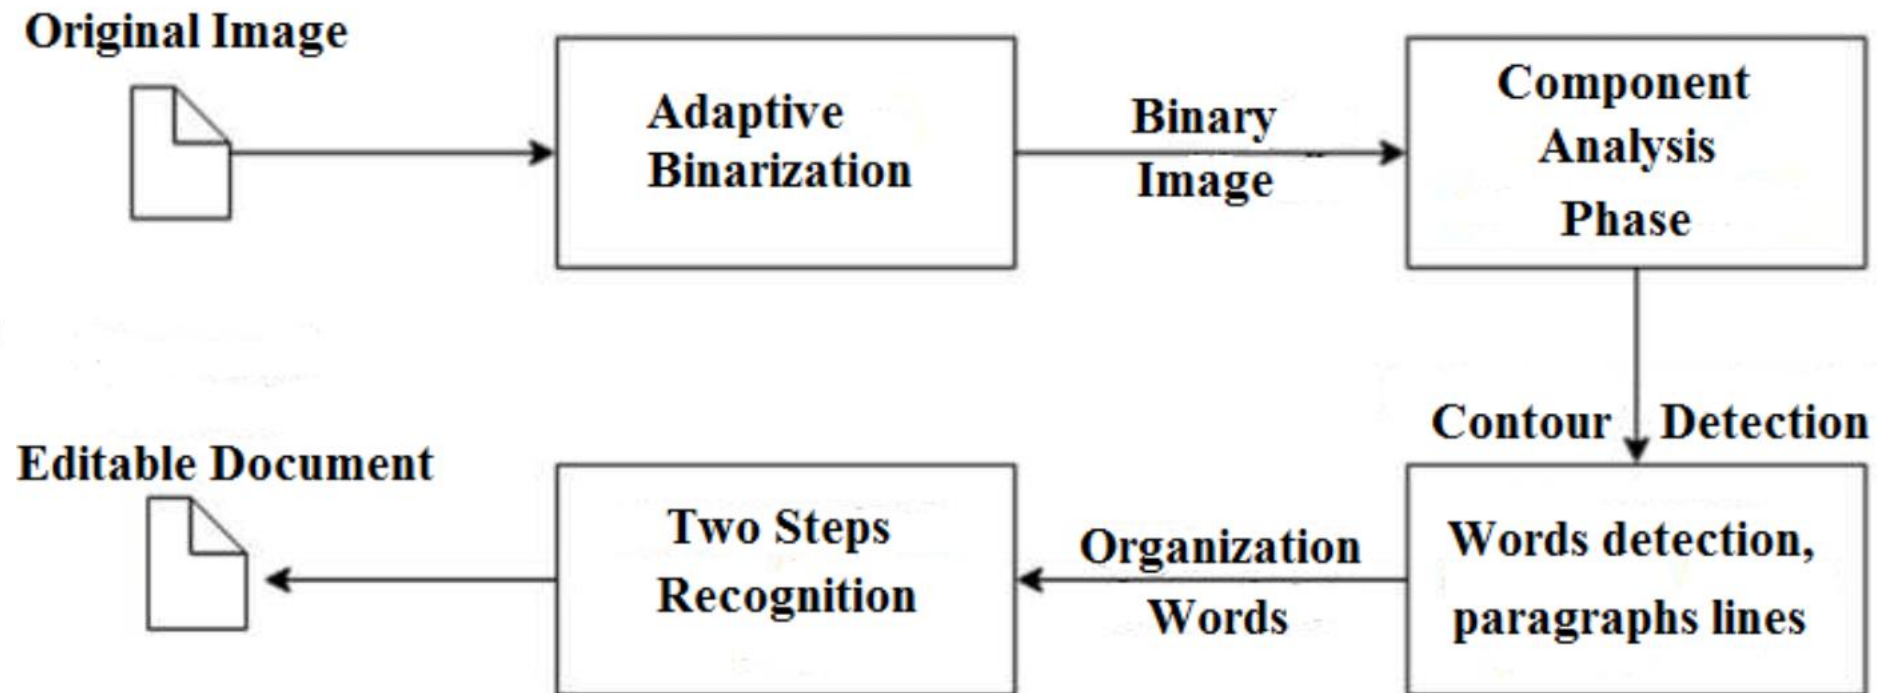 Original Image
Adaptive
Binarization
Binary
Image
Component
Analysis
Phase
Contour Detection
Words detection,
paragraphs lines
Organization
Words
Two Steps
Recognition
Editable Document